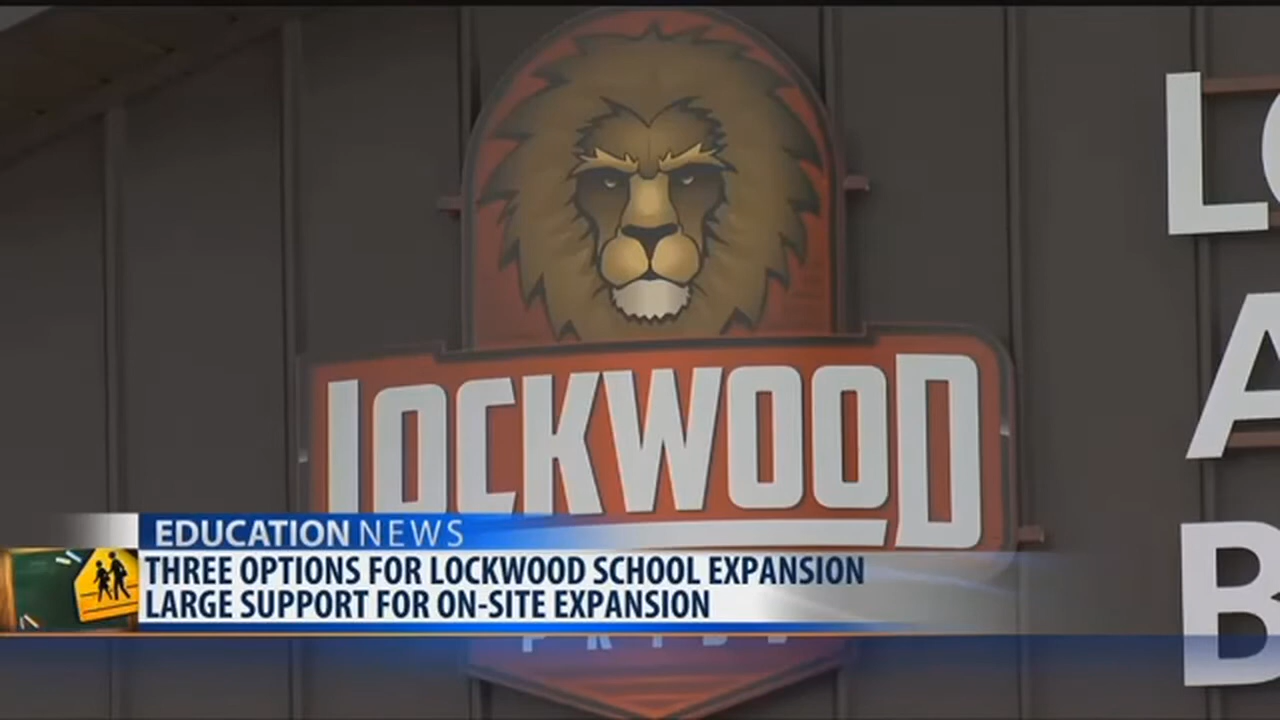 LOCKWOOD
EDUCATION NEWS
THREE OPTIONS FOR LOCKWOOD SCHOOL EXPANSION
LARGE SUPPORT FOR ON-SITE EXPANSION